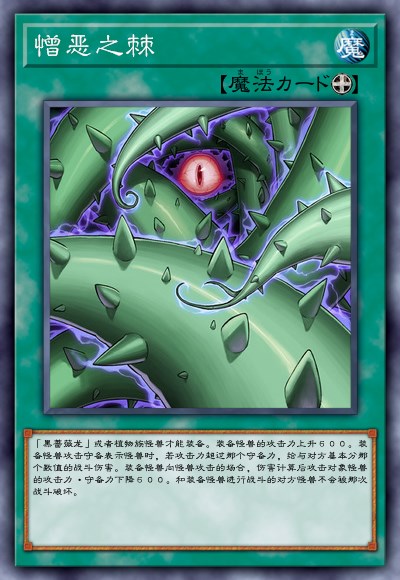 憎恶之棘
魔
【魔法カード】
まほう
「黑蔷薇龙」或者植物族怪兽才能装备。装备怪兽的攻击力上升600。装
备怪兽攻击守备表示怪兽时，若攻击力超过那个守备力，给与对方基本分那
个数值的战斗伤害。装备怪兽向怪兽攻击的场合，伤害计算后攻击对象怪兽
的攻击力·守备力下降600。和装备怪兽进行战斗的对方怪兽不会被那次
战斗破坏。